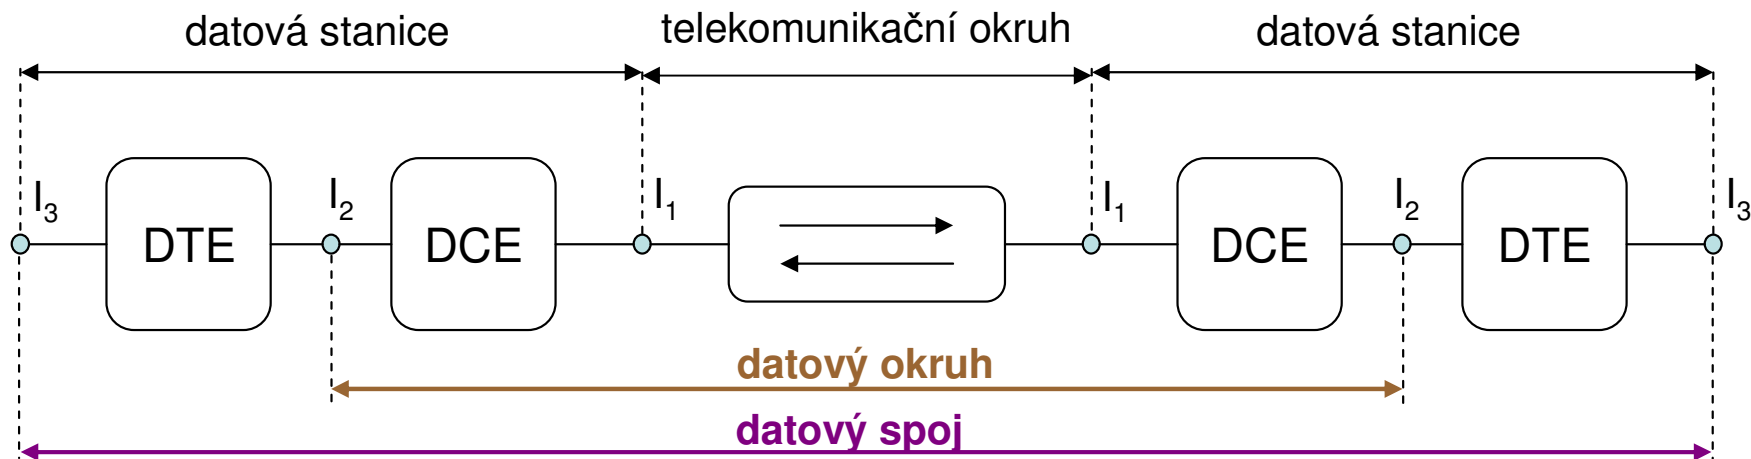 datová stanice telekomunikační okruh datová stanice
I3 DTE I2 DCE I1 I1 DCE I2 DTE I3
datový okruh
datový spoj